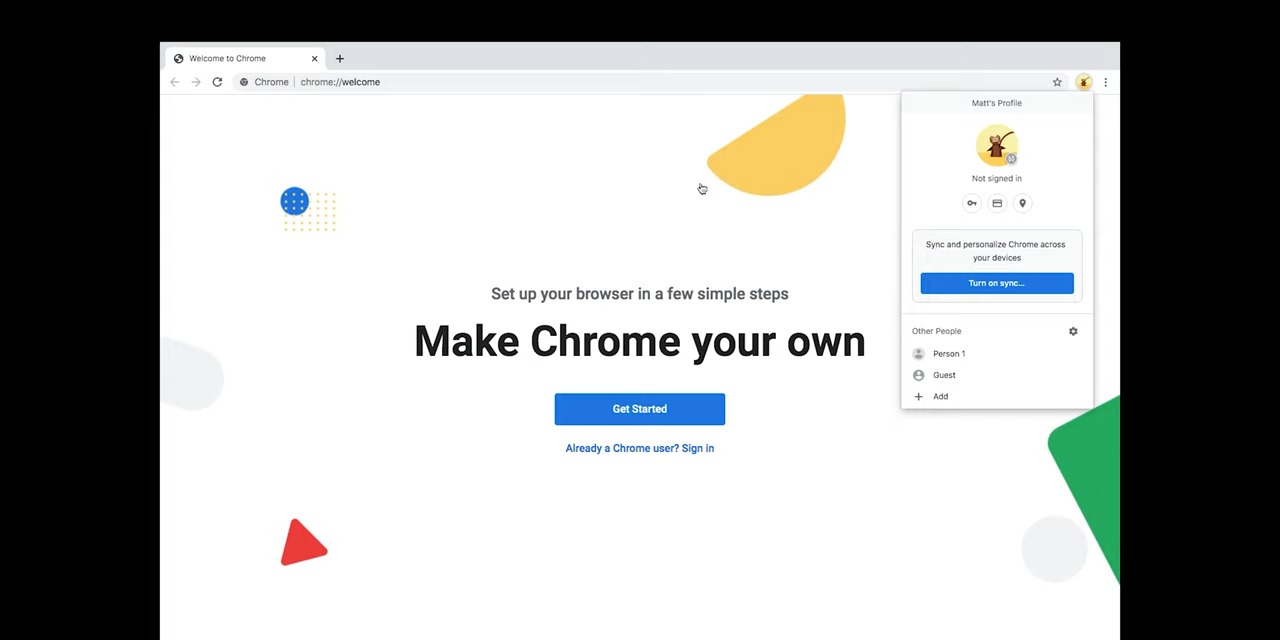 Welcome to Chrome
Chrome | chrome://welcome
Matt's Profile
Not signed in
Sync and personalize Chrome across
your devices
Turn on sync...
Other People
Person 1
Guest
Add
Set up your browser in a few simple steps
Make Chrome your own
Get Started
Already a Chrome user? Sign in